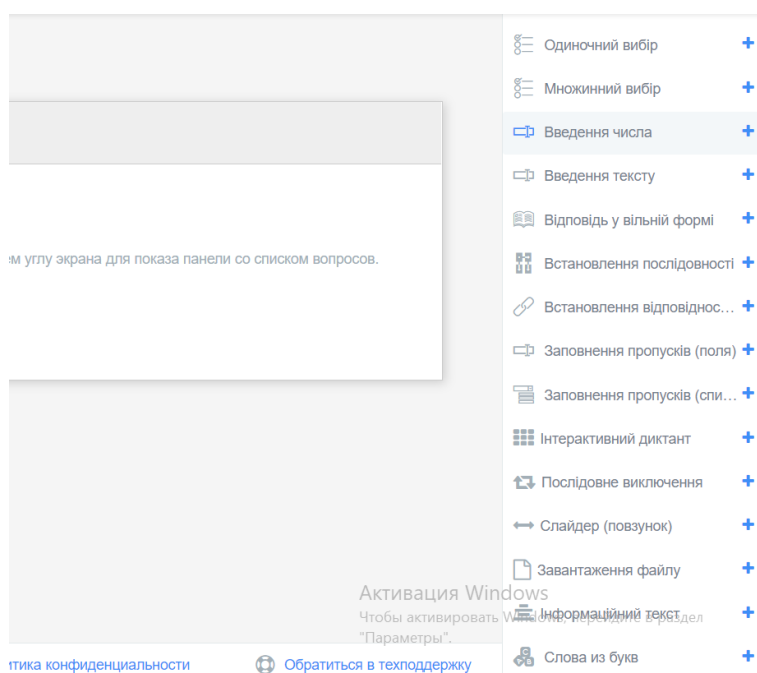 Одиночний вибір
Множинний вибір
Введення числа
Введення тексту
Відповідь у вільній формі
Встановлення послідовності
Встановлення відповіднос...
Заповнення пропусків (поля)
Заповнення пропусків (спи...
Інтерактивний диктант
Послідовне виключення
Слайдер (повзунок)
Завантаження файлу
Інформаційний текст
Слова из букв
ем углу экрана для показа панели со списком вопросов.
Активация Windows
Чтобы активировать Windows, перейдите в раздел
"Параметры".
итика конфиденциальности
Обратиться в техподдержку